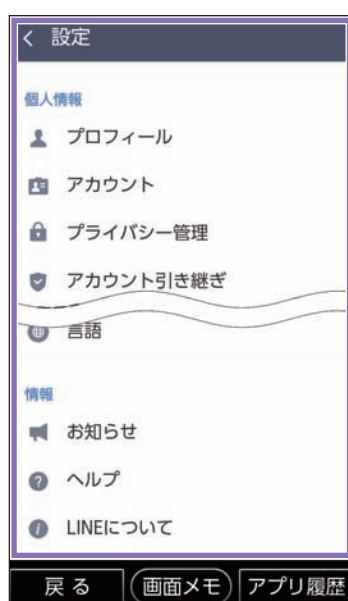 設定
個人情報
プロフィール
アカウント
プライバシー管理
アカウント引き継ぎ
言語
情報
お知らせ
ヘルプ
LINEについて
戻る 画面メモ アプリ履歴